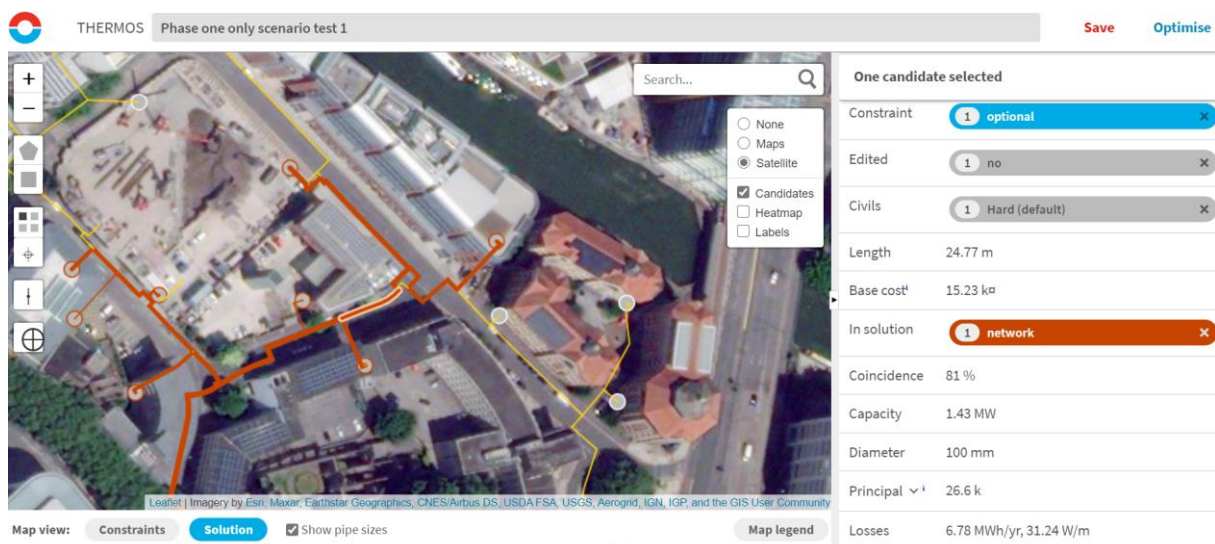 THERMOS
Phase one only scenario test 1
Save
Optimise
+
−
Search...
None
Maps
Satellite
Candidates
Heatmap
Labels
Leaflet | Imagery by Esri, Maxar, Earthstar Geographics, CNES/Airbus DS, USDA FSA, USGS, Aerogrid, IGN, IGP, and the GIS User Community
Map view:
Constraints
Solution
Show pipe sizes
Map legend
One candidate selected
Constraint 1 optional ×
Edited 1 no ×
Civils 1 Hard (default) ×
Length 24.77 m
Base cost 15.23 k¤
In solution 1 network ×
Coincidence 81 %
Capacity 1.43 MW
Diameter 100 mm
Principal 26.6 k
Losses 6.78 MWh/yr, 31.24 W/m